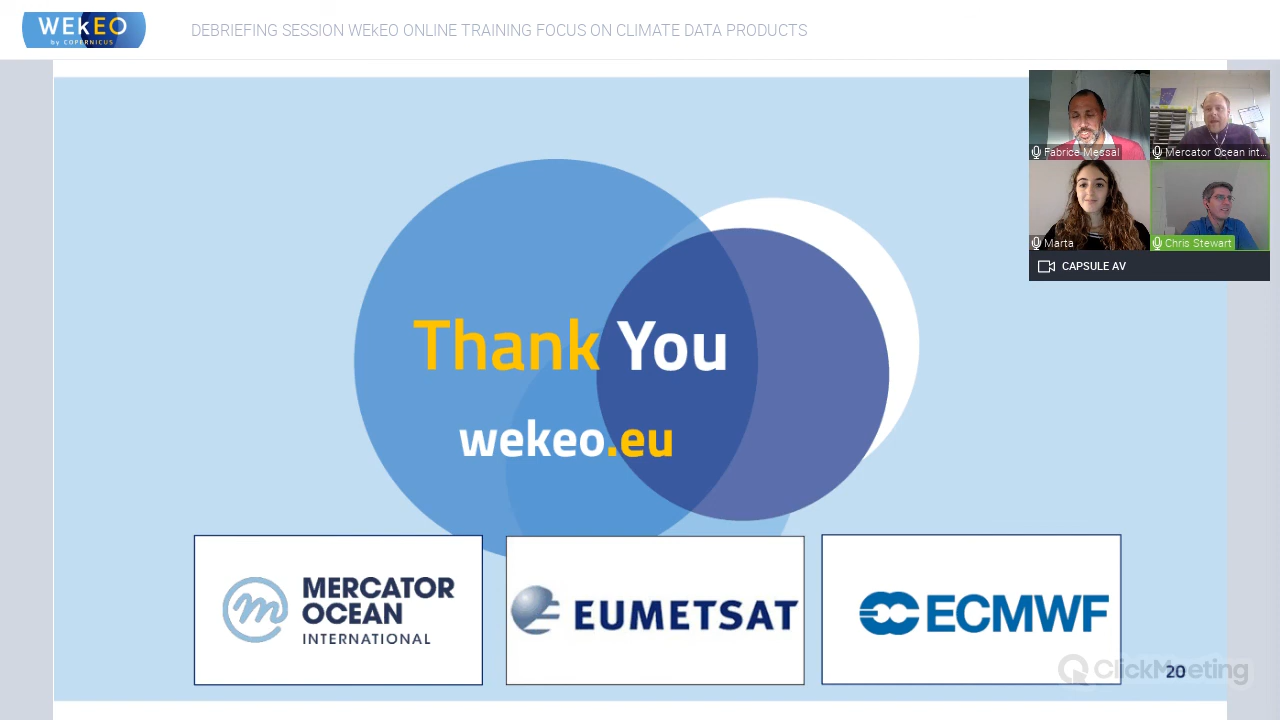 WEkEO
by COPERNICUS
DEBRIEFING SESSION WEkEO ONLINE TRAINING FOCUS ON CLIMATE DATA PRODUCTS
Fabrice Messal
Mercator Ocean int...
Marta
Chris Stewart
CAPSULE AV
Thank You
wekeo.eu
MERCATOR
OCEAN
INTERNATIONAL
EUMETSAT
ECMWF
ClickMeeting
20